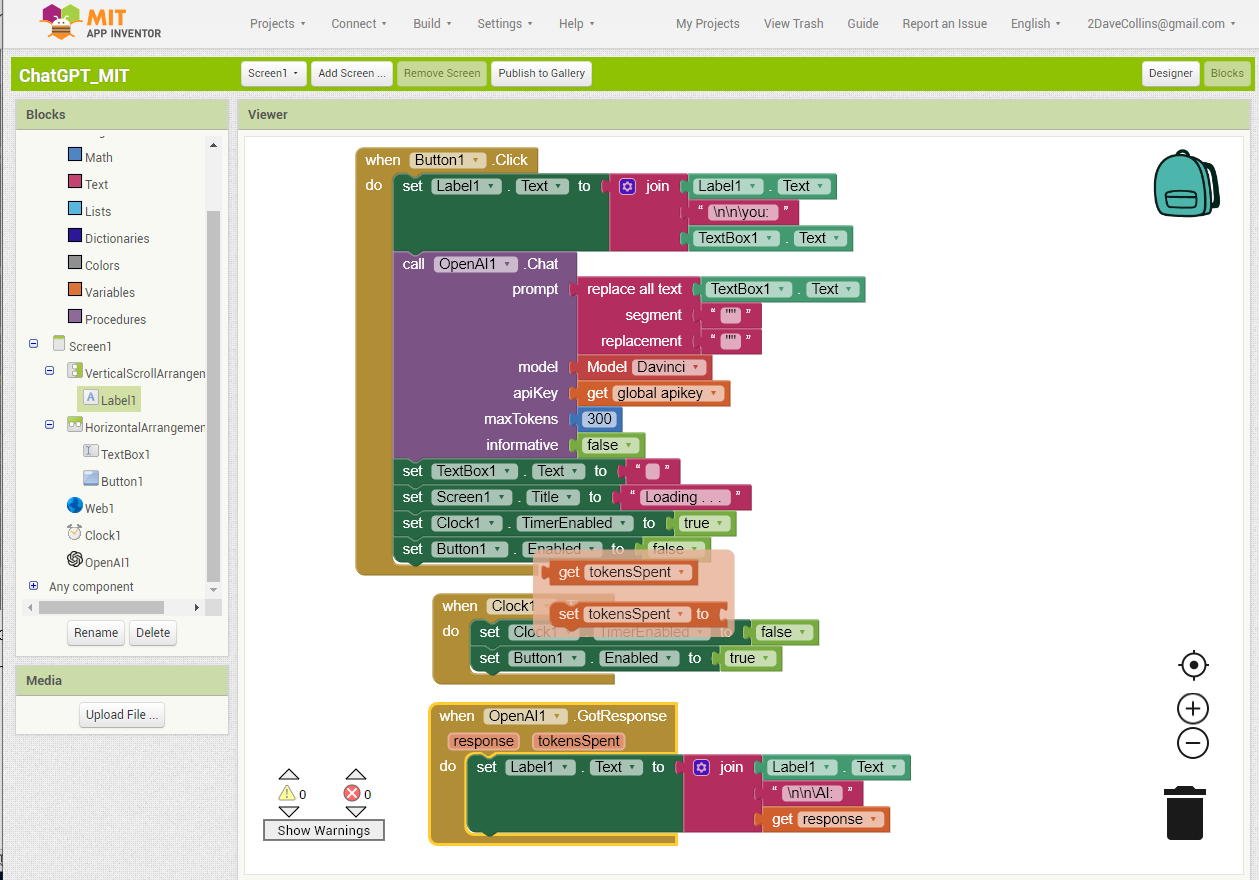 MIT
APP INVENTOR
Projects Connect Build Settings Help My Projects View Trash Guide Report an Issue English 2DaveCollins@gmail.com
ChatGPT_MIT Screen1 Add Screen ... Remove Screen Publish to Gallery Designer Blocks
Blocks
Math
Text
Lists
Dictionaries
Colors
Variables
Procedures
Screen1
VerticalScrollArrangen
Label1
HorizontalArrangemer
TextBox1
Button1
Web1
Clock1
OpenAI1
Any component
Rename Delete
Media
Upload File ...
Viewer
when Button1 .Click
do set Label1 . Text to join Label1 . Text
" \n\n\you: "
TextBox1 . Text
call OpenAI1 .Chat
prompt replace all text TextBox1 . Text
segment " "" "
replacement " "" "
model Model Davinci
apiKey get global apikey
maxTokens 300
informative false
set TextBox1 . Text to " "
set Screen1 . Title to " Loading . . . "
set Clock1 . TimerEnabled to true
set Button1 . Enabled to false
get tokensSpent
set tokensSpent to
when Clock1
do set Clock1 . TimerEnabled to false
set Button1 . Enabled to true
when OpenAI1 .GotResponse
response tokensSpent
do set Label1 . Text to join Label1 . Text
" \n\n\AI: "
get response
0 0
Show Warnings